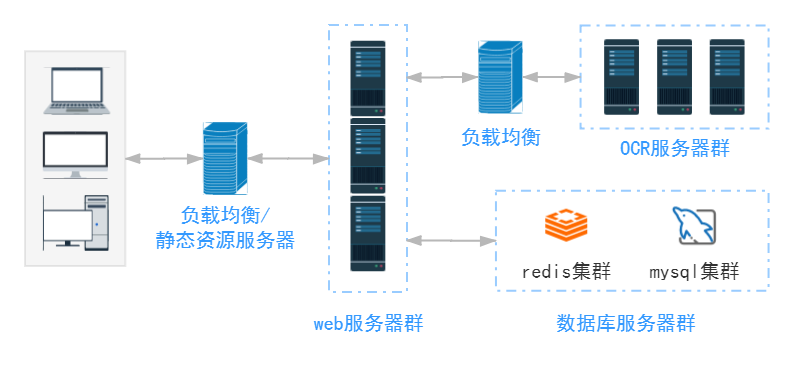 负载均衡
OCR服务器群
负载均衡/
静态资源服务器
redis集群
mysql集群
web服务器群
数据库服务器群